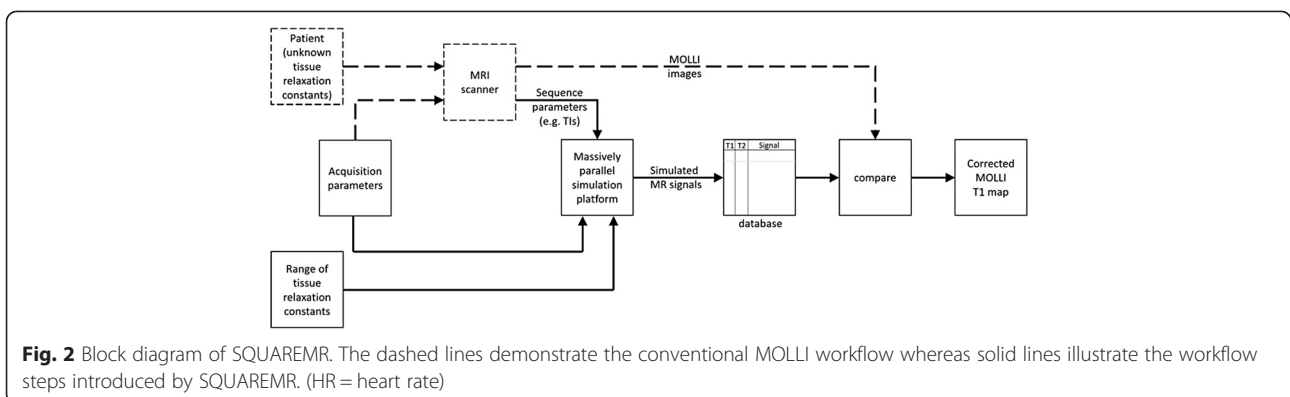 Patient
(unknown
tissue
relaxation
constants)
MRI
scanner
MOLLI
images
Sequence
parameters
(e.g. TIs)
Acquisition
parameters
Massively
parallel
simulation
platform
Simulated
MR signals
T1 T2 Signal
database
compare
Corrected
MOLLI
T1 map
Range of
tissue
relaxation
constants
Fig. 2 Block diagram of SQUAREMR. The dashed lines demonstrate the conventional MOLLI workflow whereas solid lines illustrate the workflow
steps introduced by SQUAREMR. (HR = heart rate)